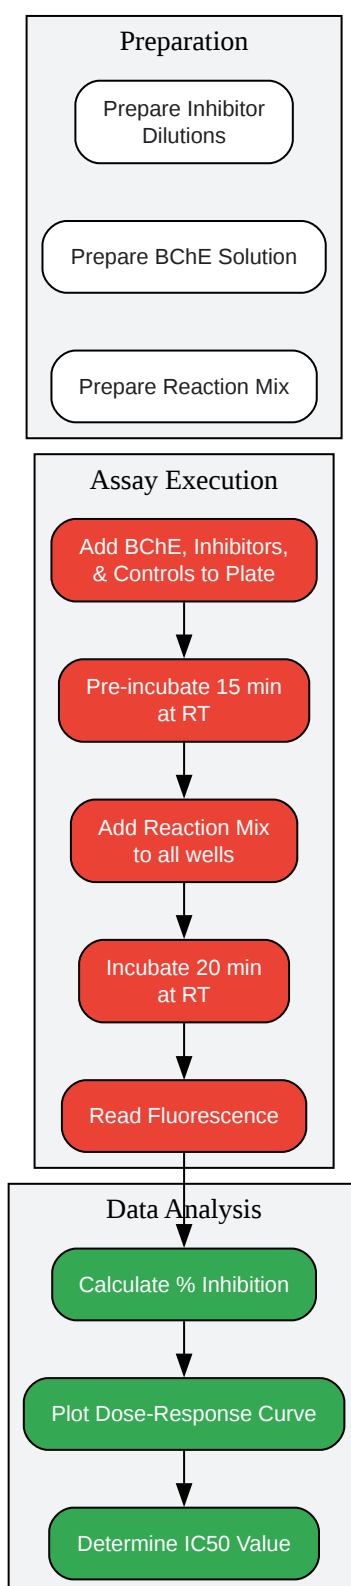 Preparation
Prepare Inhibitor
Dilutions
Prepare BChE Solution
Prepare Reaction Mix
Assay Execution
Add BChE, Inhibitors,
& Controls to Plate
Pre-incubate 15 min
at RT
Add Reaction Mix
to all wells
Incubate 20 min
at RT
Read Fluorescence
Data Analysis
Calculate % Inhibition
Plot Dose-Response Curve
Determine IC50 Value